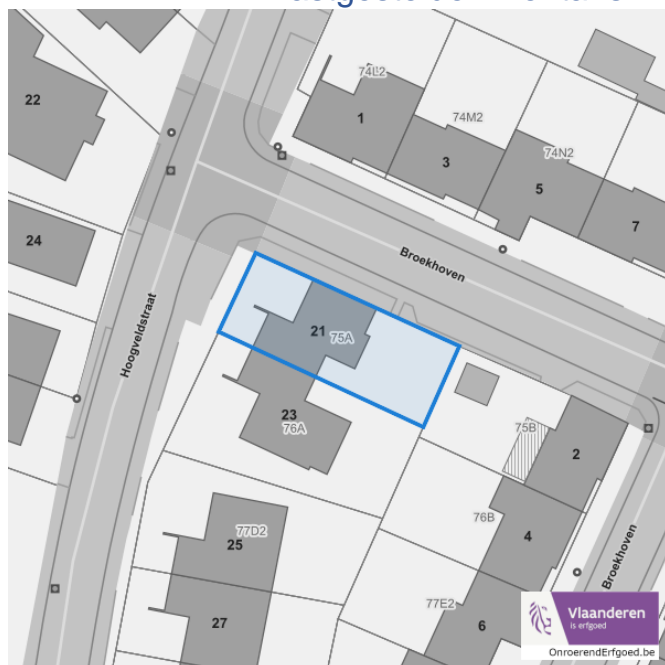 22
74L2
1
74M2
3
74N2
5
7
24
Broekhoven
Hoogveldstraat
21
75A
23
76A
75B
2
76B
4
Broekhoven
77D2
25
77E2
6
27
Vlaanderen
is erfgoed
OnroerendErfgoed.be